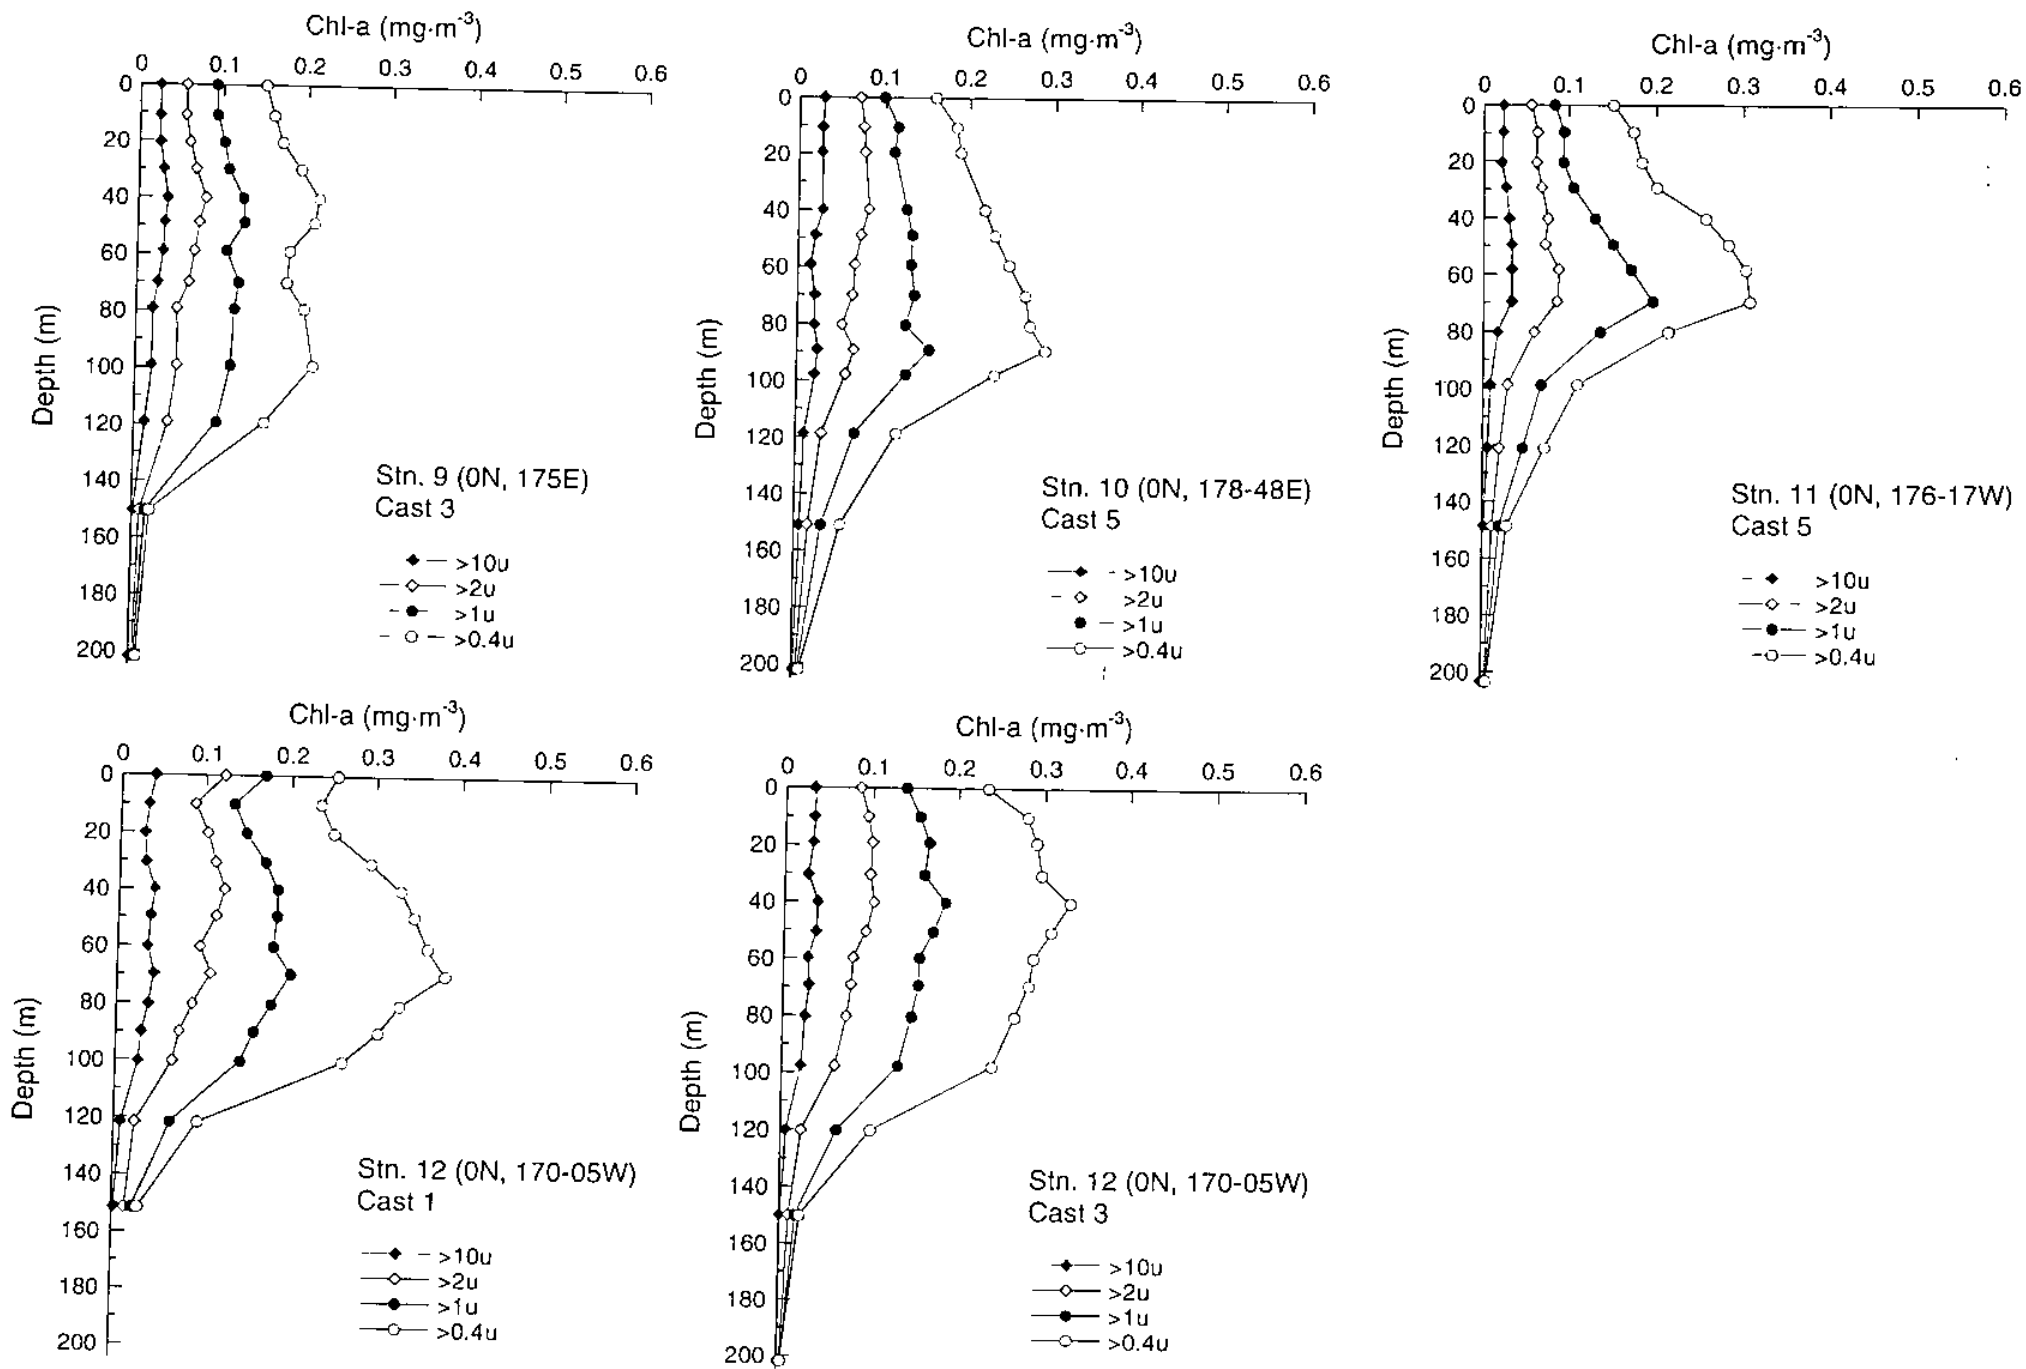 Chl-a (mg·m-3)
0 0.1 0.2 0.3 0.4 0.5 0.6
0
20
40
60
80
100
120
140
160
180
200
Depth (m)
Stn. 9 (0N, 175E)
Cast 3
>10u
>2u
>1u
>0.4u
Chl-a (mg·m-3)
0 0.1 0.2 0.3 0.4 0.5 0.6
0
20
40
60
80
100
120
140
160
180
200
Depth (m)
Stn. 10 (0N, 178-48E)
Cast 5
>10u
>2u
>1u
>0.4u
Chl-a (mg·m-3)
0 0.1 0.2 0.3 0.4 0.5 0.6
0
20
40
60
80
100
120
140
160
180
200
Depth (m)
Stn. 11 (0N, 176-17W)
Cast 5
>10u
>2u
>1u
>0.4u
Chl-a (mg·m-3)
0 0.1 0.2 0.3 0.4 0.5 0.6
0
20
40
60
80
100
120
140
160
180
200
Depth (m)
Stn. 12 (0N, 170-05W)
Cast 1
>10u
>2u
>1u
>0.4u
Chl-a (mg·m-3)
0 0.1 0.2 0.3 0.4 0.5 0.6
0
20
40
60
80
100
120
140
160
180
200
Depth (m)
Stn. 12 (0N, 170-05W)
Cast 3
>10u
>2u
>1u
>0.4u